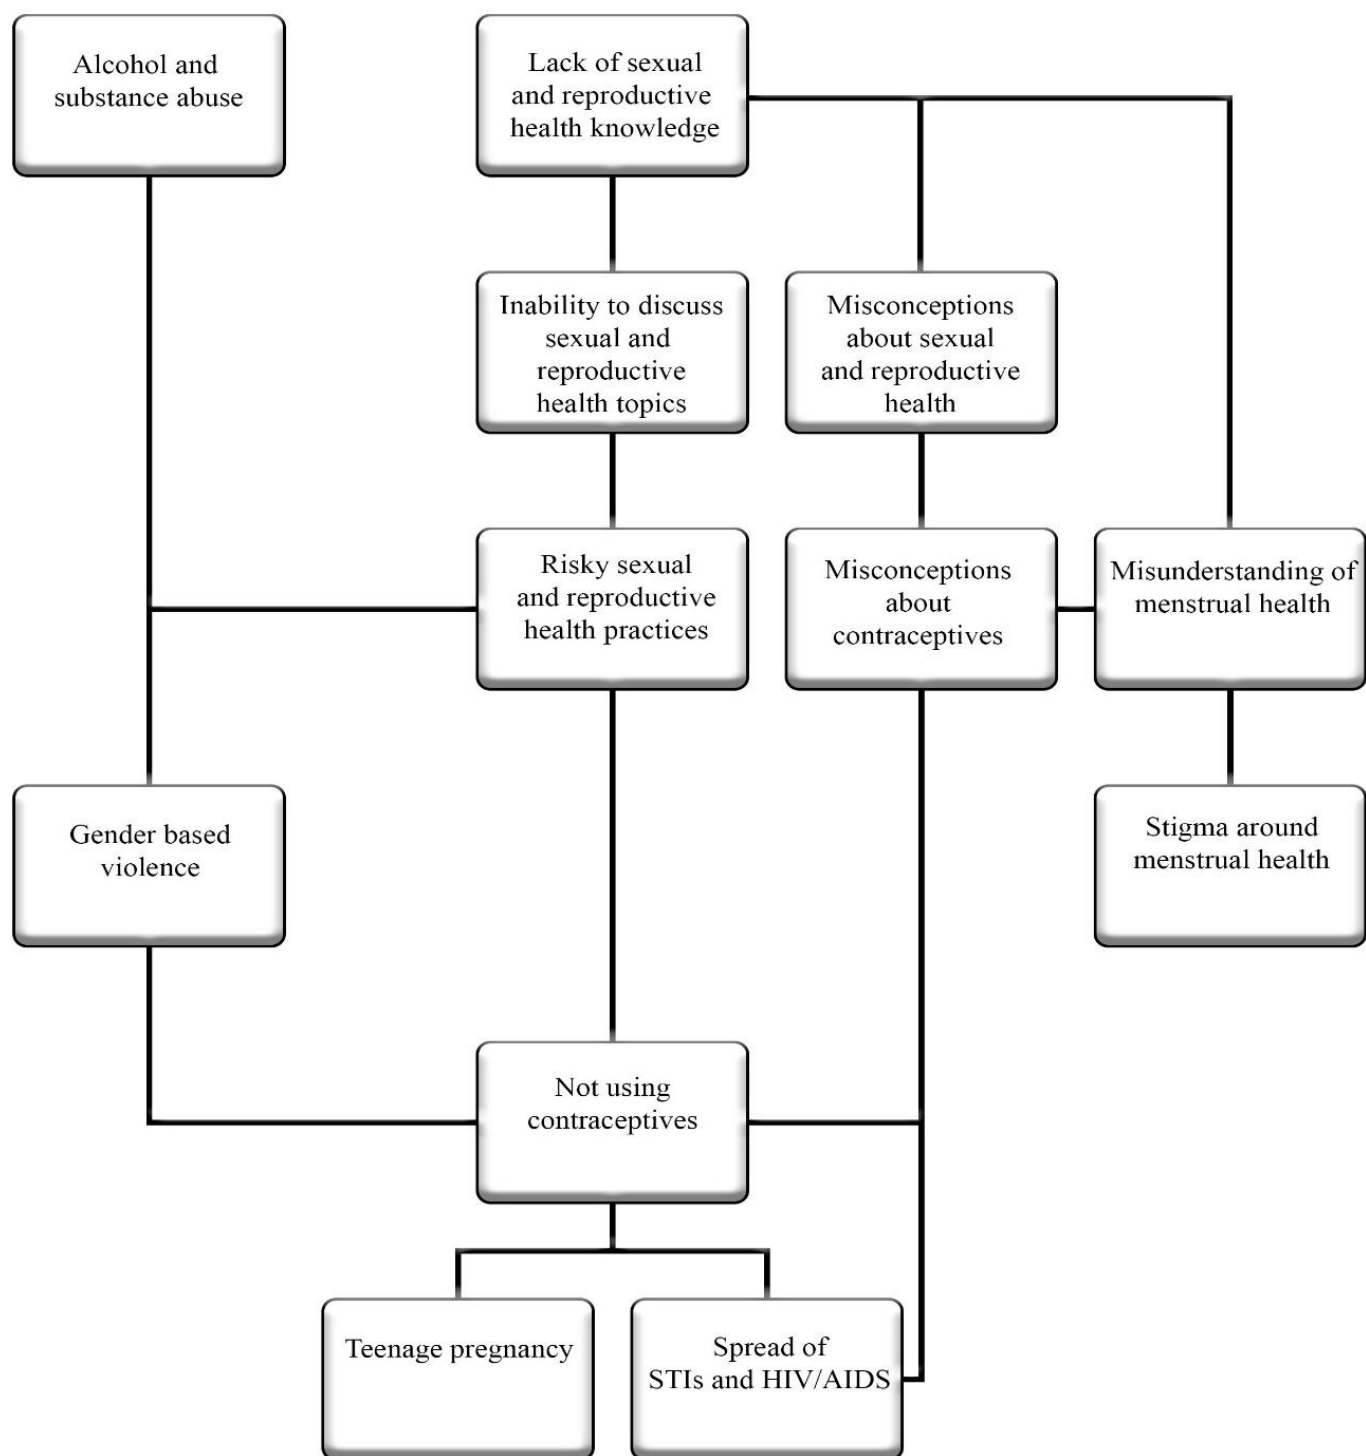 Alcohol and
substance abuse
Lack of sexual
and reproductive
health knowledge
Inability to discuss
sexual and
reproductive
health topics
Misconceptions
about sexual
and reproductive
health
Risky sexual
and reproductive
health practices
Misconceptions
about
contraceptives
Misunderstanding of
menstrual health
Gender based
violence
Stigma around
menstrual health
Not using
contraceptives
Teenage pregnancy
Spread of
STIs and HIV/AIDS